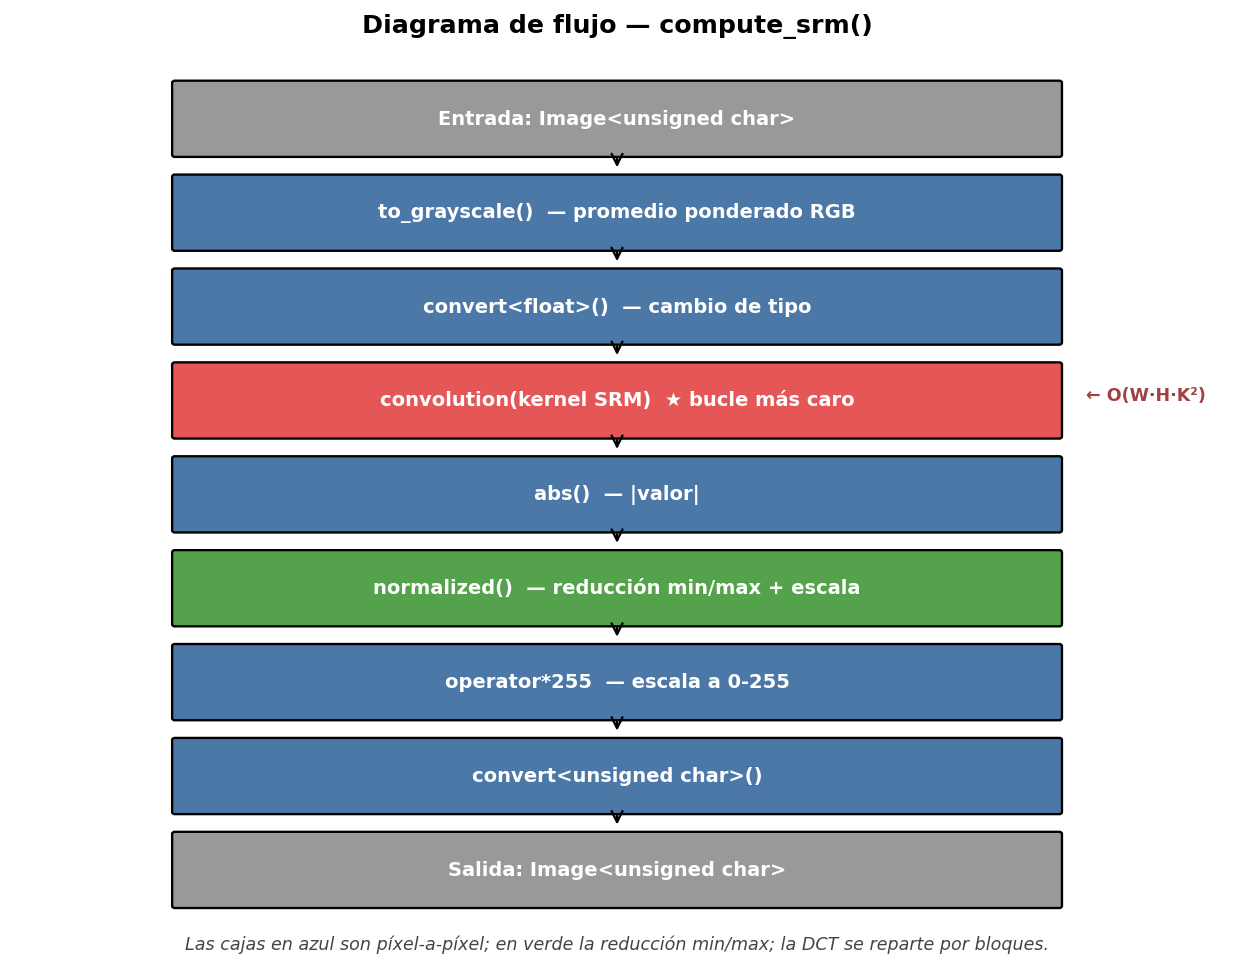 Diagrama de flujo — compute_srm()
Entrada: Image<unsigned char>
to_grayscale()  — promedio ponderado RGB
convert<float>()  — cambio de tipo
convolution(kernel SRM)  ★ bucle más caro
← O(W·H·K²)
abs()  — |valor|
normalized()  — reducción min/max + escala
operator*255  — escala a 0-255
convert<unsigned char>()
Salida: Image<unsigned char>
Las cajas en azul son píxel-a-píxel; en verde la reducción min/max; la DCT se reparte por bloques.